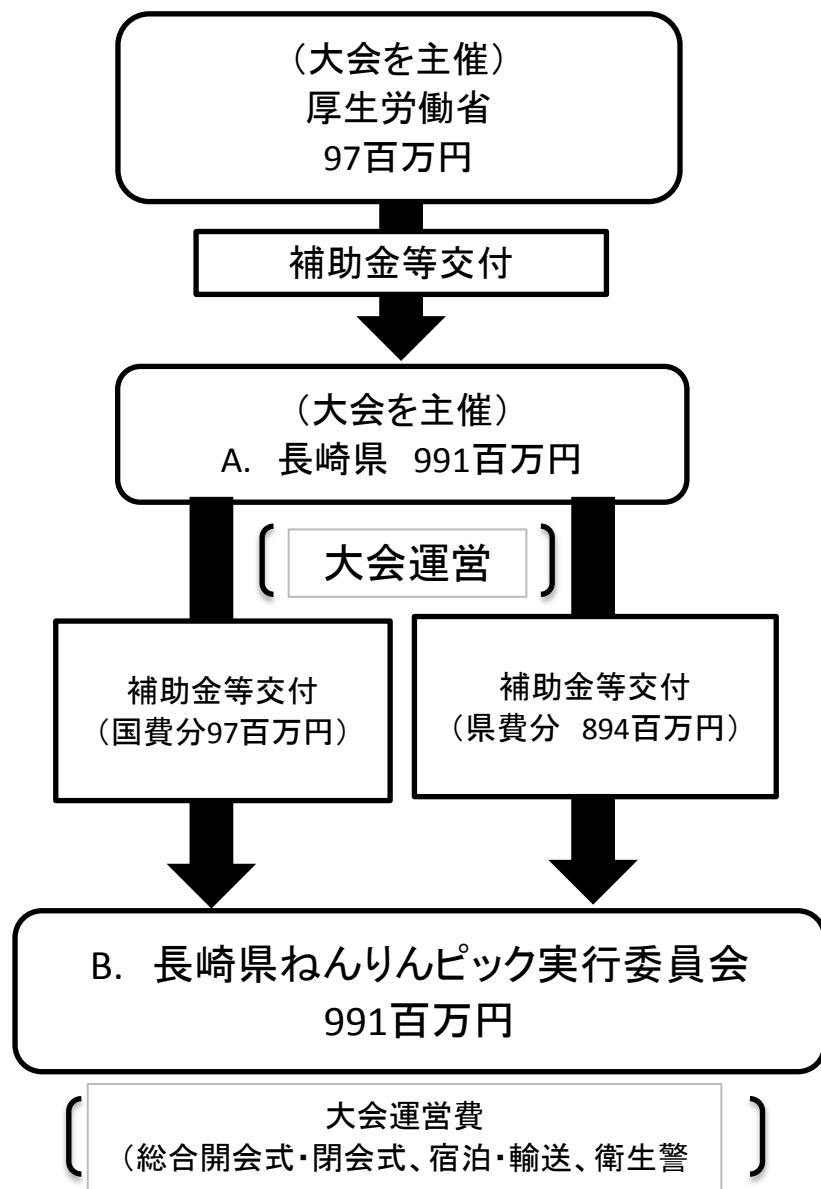 （大会を主催）
厚生労働省
97百万円
補助金等交付
（大会を主催）
A. 長崎県 991百万円
大会運営
補助金等交付
（国費分97百万円）
補助金等交付
（県費分 894百万円）
B. 長崎県ねんりんピック実行委員会
991百万円
大会運営費
（総合開会式・閉会式、宿泊・輸送、衛生警